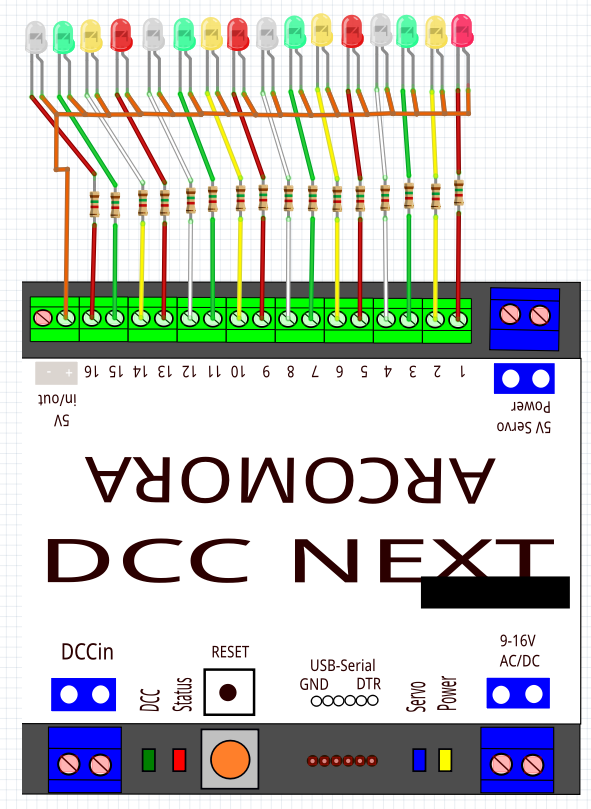 - +
16 15 14 13 12 11 10 9 8 7 6 5 4 3 2 1
5V
in/out
5V Servo
Power
ARCOMORA
DCC NEXT
DCCin
DCC
Status
RESET
USB-Serial
GND DTR
Servo
Power
9-16V
AC/DC